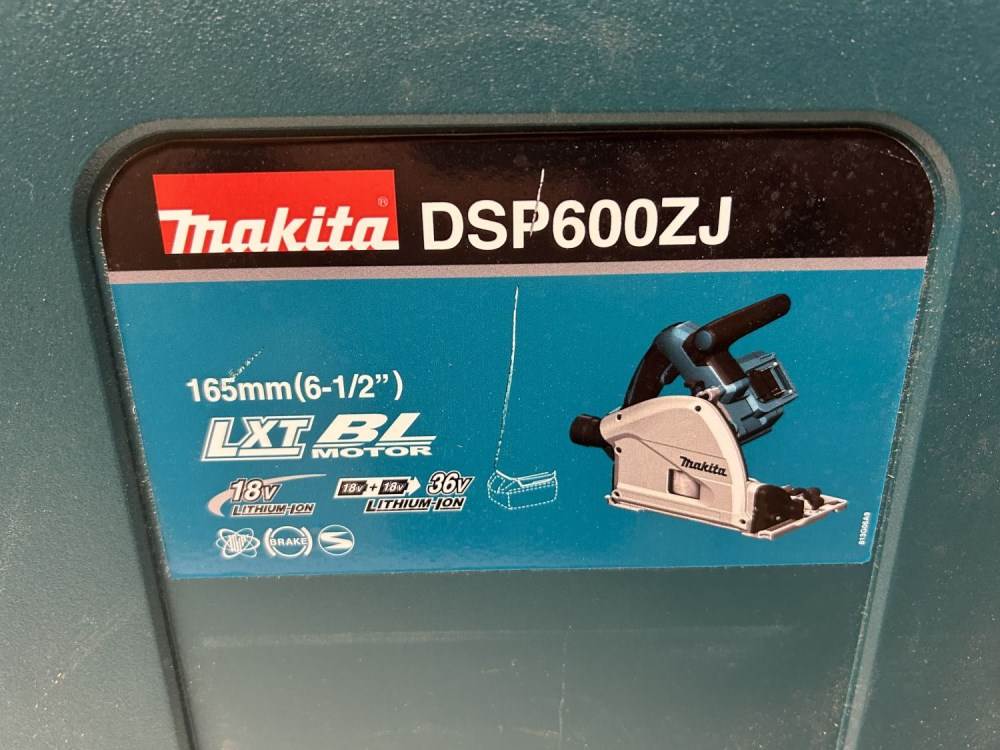 makita® DSP600ZJ
165mm(6-1/2")
LXT BL MOTOR
18V LITHIUM-ION
18V+18V 36V LITHIUM-ION
BRAKE
Makita